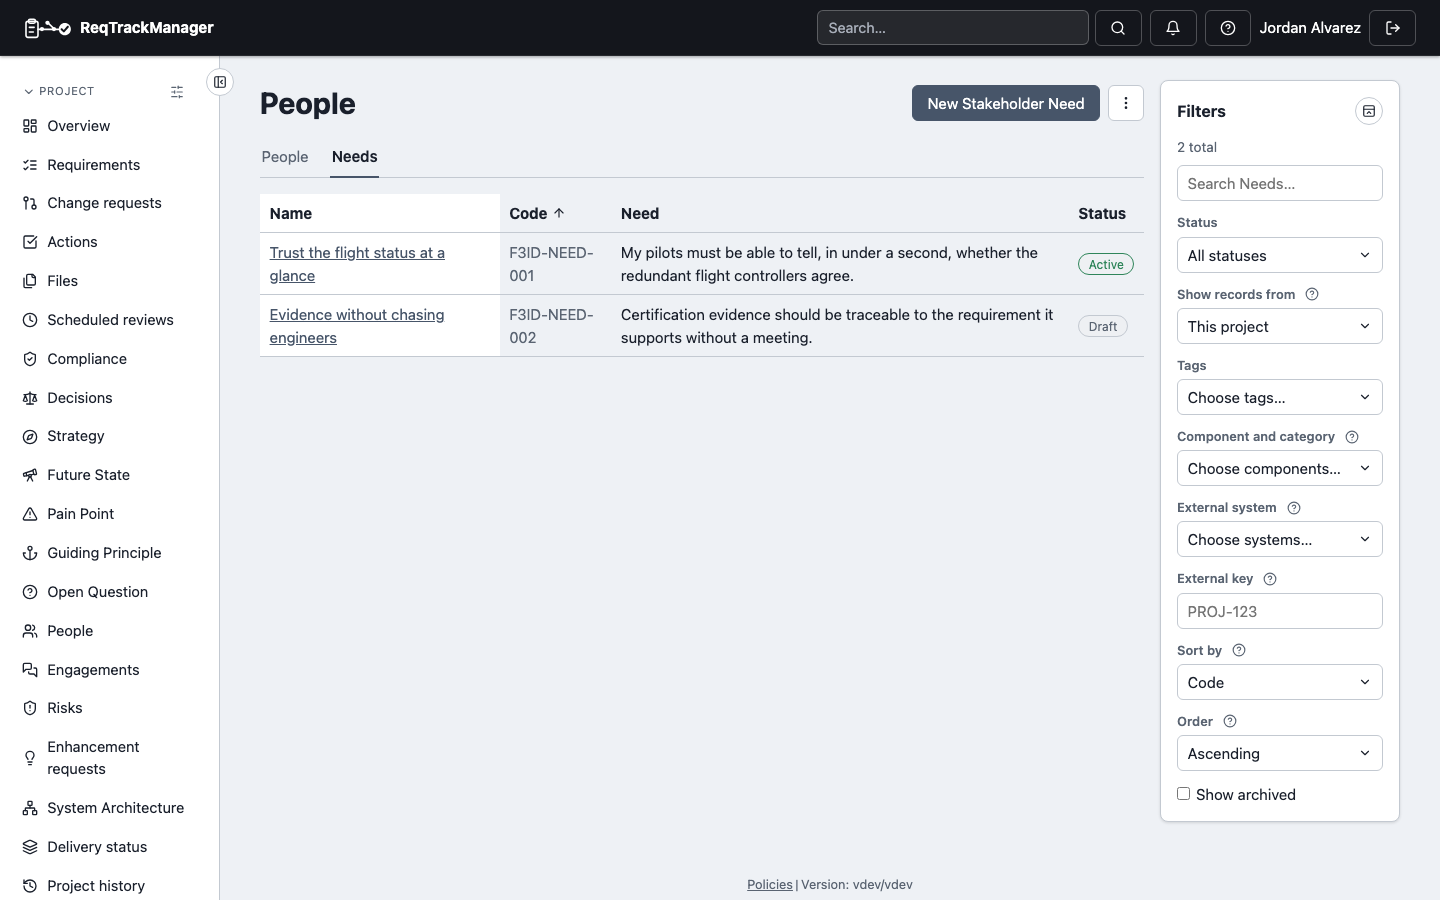 ReqTrackManager
Search...
Jordan Alvarez
PROJECT
Overview
Requirements
Change requests
Actions
Files
Scheduled reviews
Compliance
Decisions
Strategy
Future State
Pain Point
Guiding Principle
Open Question
People
Engagements
Risks
Enhancement
requests
System Architecture
Delivery status
Project history
People
New Stakeholder Need
People
Needs
Name
Code
Need
Status
Trust the flight status at a
glance
F3ID-NEED-
001
My pilots must be able to tell, in under a second, whether the
redundant flight controllers agree.
Active
Evidence without chasing
engineers
F3ID-NEED-
002
Certification evidence should be traceable to the requirement it
supports without a meeting.
Draft
Filters
2 total
Search Needs...
Status
All statuses
Show records from
This project
Tags
Choose tags...
Component and category
Choose components...
External system
Choose systems...
External key
PROJ-123
Sort by
Code
Order
Ascending
Show archived
Policies | Version: vdev/vdev